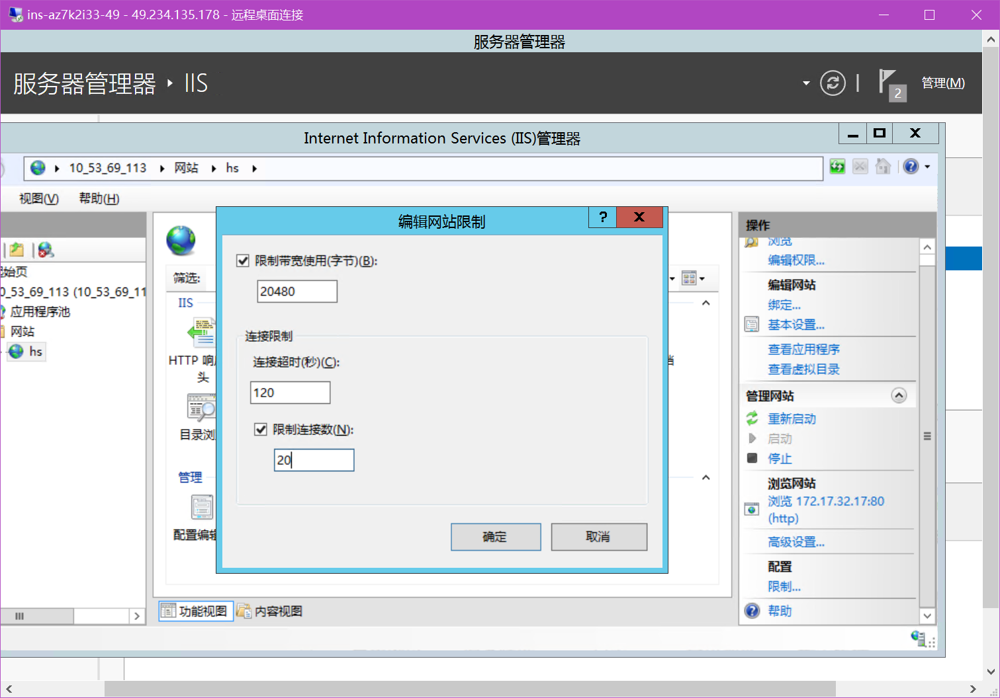 ins-az7k2i33-49 - 49.234.135.178 - 远程桌面连接
服务器管理器
服务器管理器 IIS
2
管理(M)
Internet Information Services (IIS)管理器
10_53_69_113 网站 hs
视图(V) 帮助(H)
起始页
0_53_69_113 (10_53_69_11
应用程序池
网站
hs
筛选:
IIS
HTTP 响
头
目录浏
管理
配置编辑
功能视图
内容视图
编辑网站限制
?
X
限制带宽使用(字节)(B):
20480
连接限制
连接超时(秒)(C):
120
限制连接数(N):
20
确定
取消
操作
浏览
编辑权限...
编辑网站
绑定...
基本设置...
查看应用程序
查看虚拟目录
管理网站
重新启动
启动
停止
浏览网站
浏览 172.17.32.17:80
(http)
高级设置...
配置
限制...
帮助